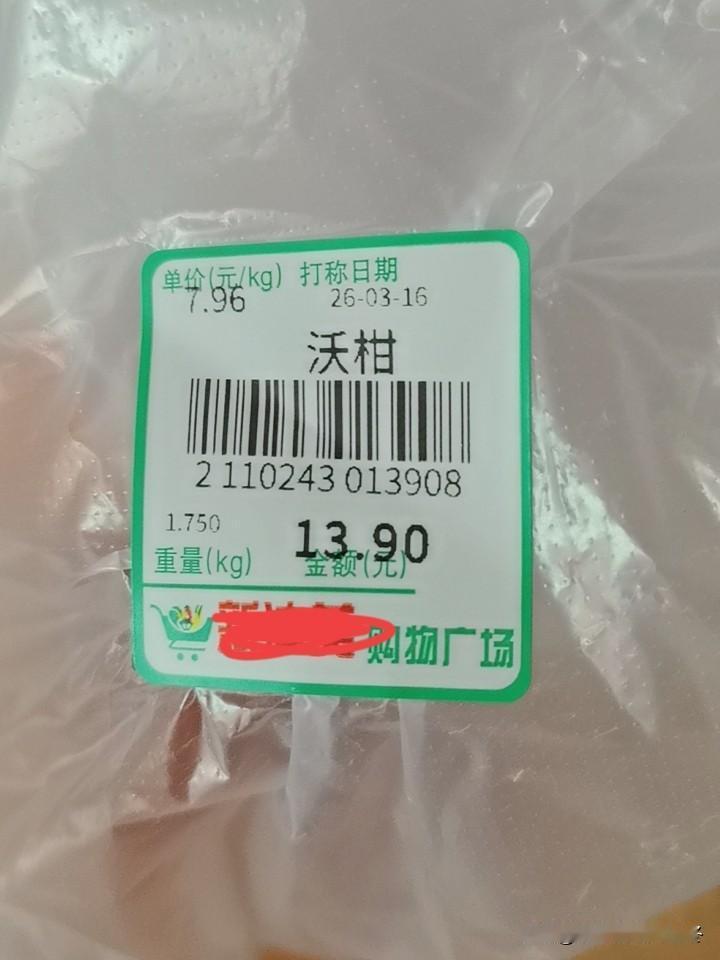 单价(元/kg) 打称日期
7.96 26-03-16
沃柑
2 110243 013908
1.750 13.90
重量(kg) 金额(元)
购物广场